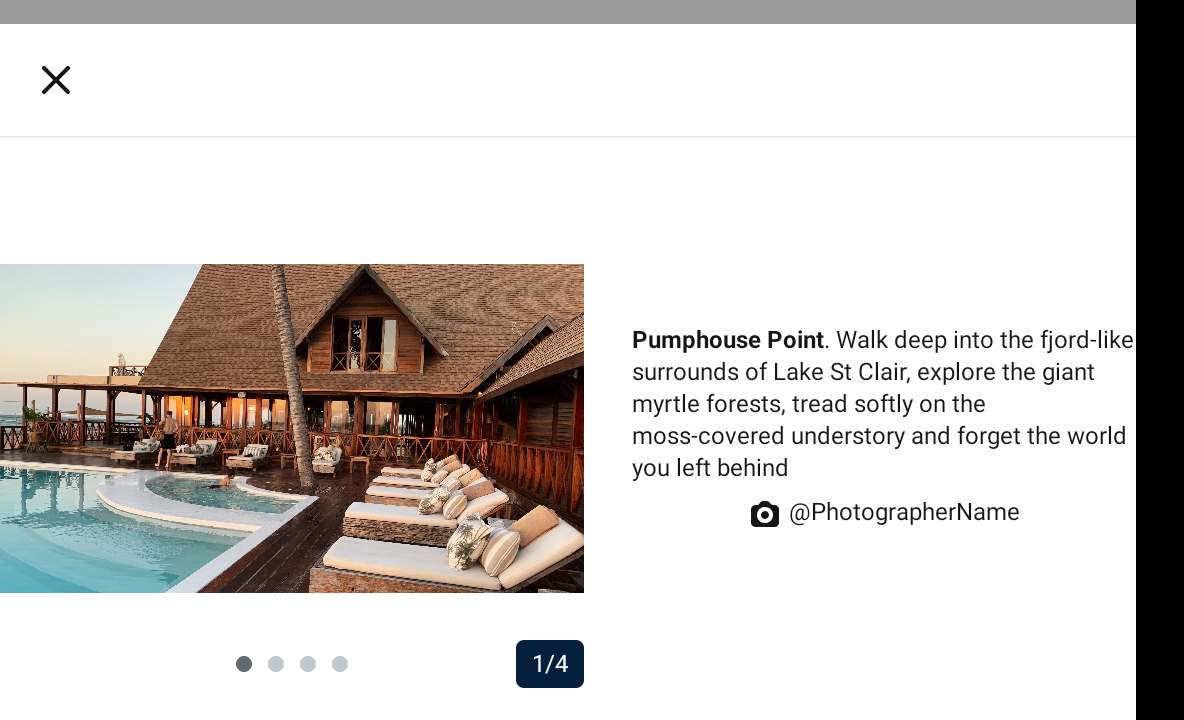 Pumphouse Point. Walk deep into the fjord-like
surrounds of Lake St Clair, explore the giant
myrtle forests, tread softly on the
moss-covered understory and forget the world
you left behind
@PhotographerName
1/4